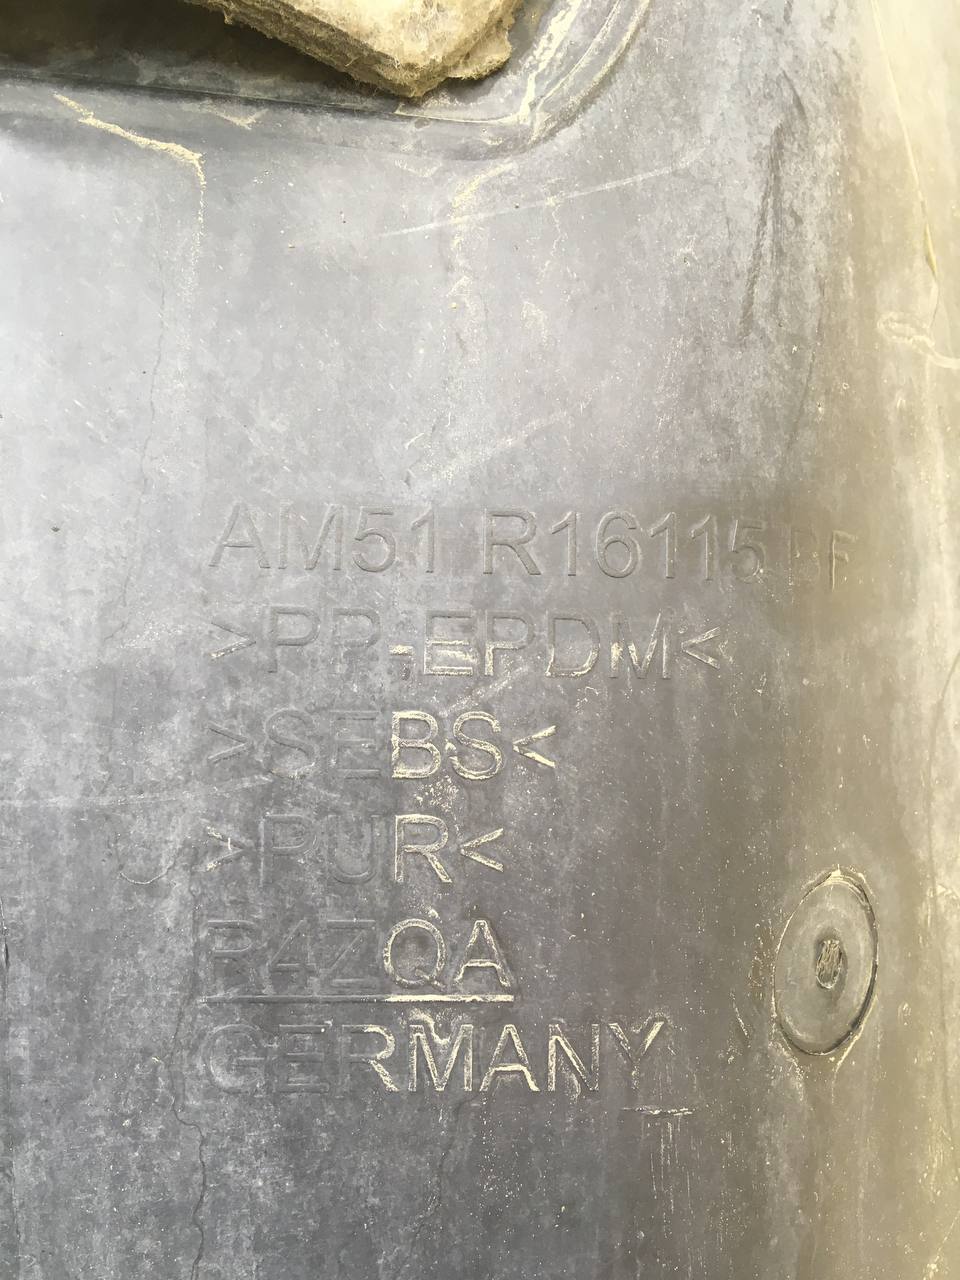 AM51 R16115 BF
>PP,EPDM<
>SEBS<
>PUR<
R4ZQA
GERMANY